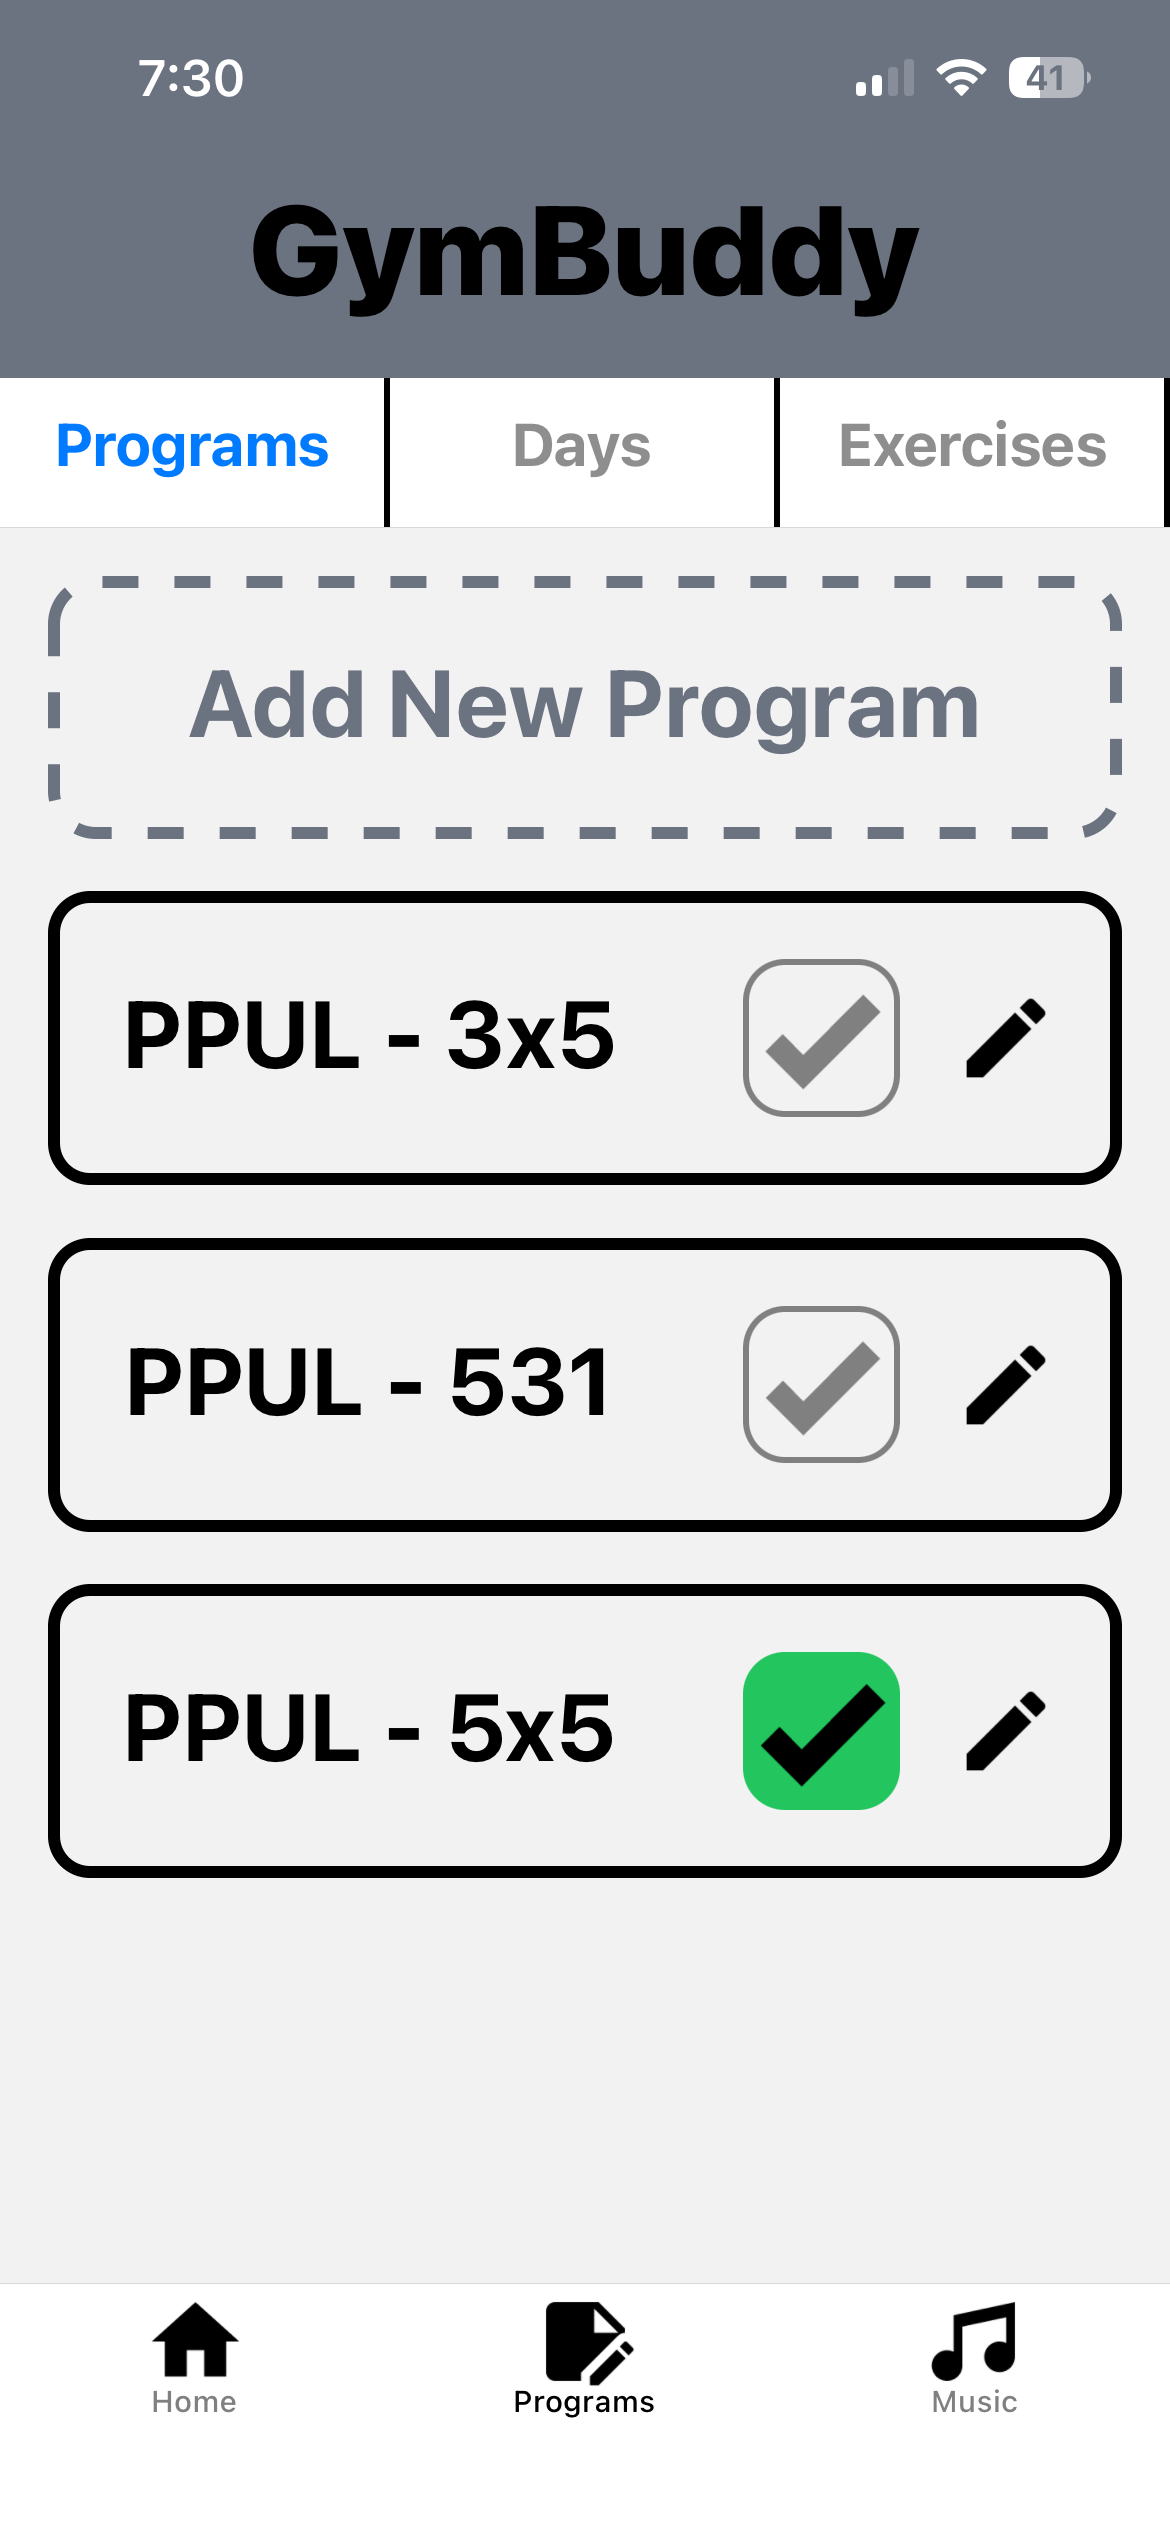 7:30
41
GymBuddy
Programs Days Exercises
Add New Program
PPUL - 3x5
PPUL - 531
PPUL - 5x5
Home Programs Music